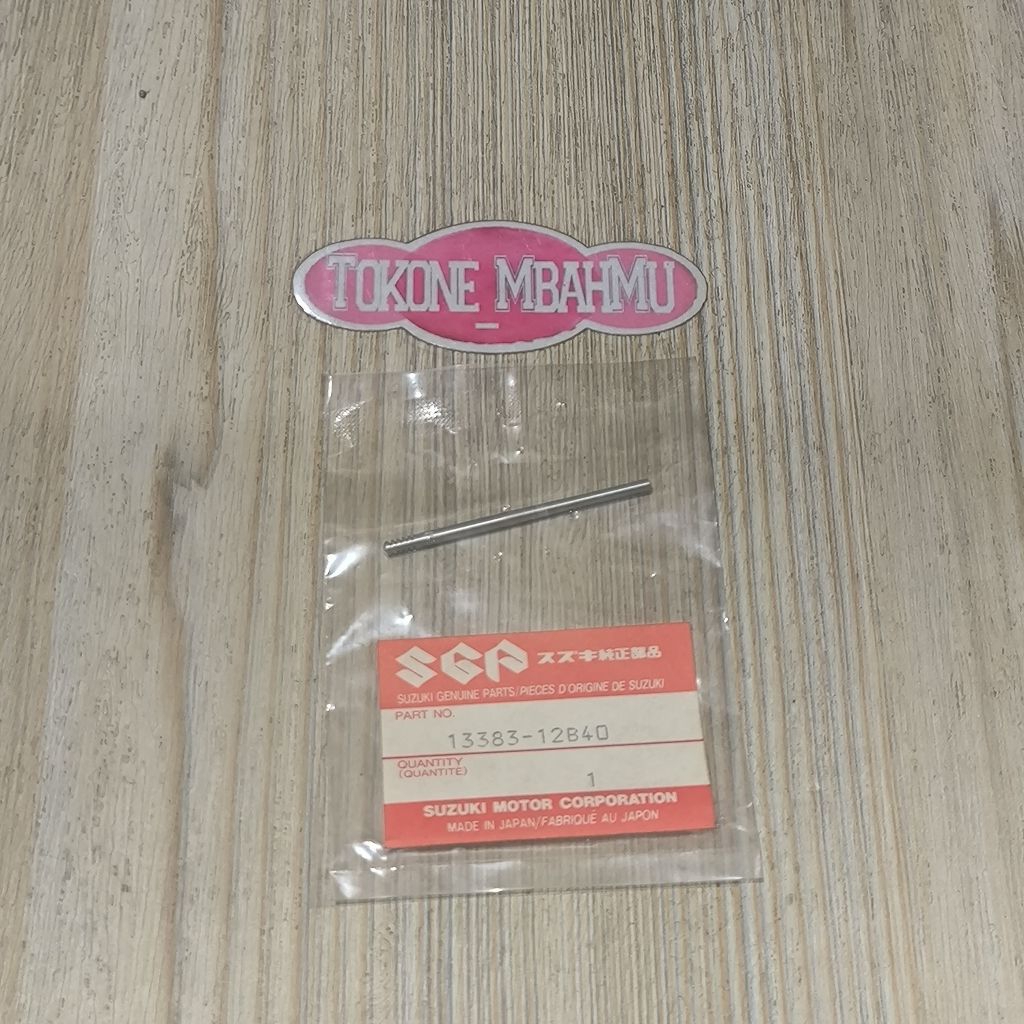 TOKONE_MBAHMU
SGP スズキ純正部品
SUZUKI GENUINE PARTS/PIECES D'ORIGINE DE SUZUKI
PART NO.
13383-12B40
QUANTITY
(QUANTITE)
1
SUZUKI MOTOR CORPORATION
MADE IN JAPAN/FABRIQUE AU JAPON